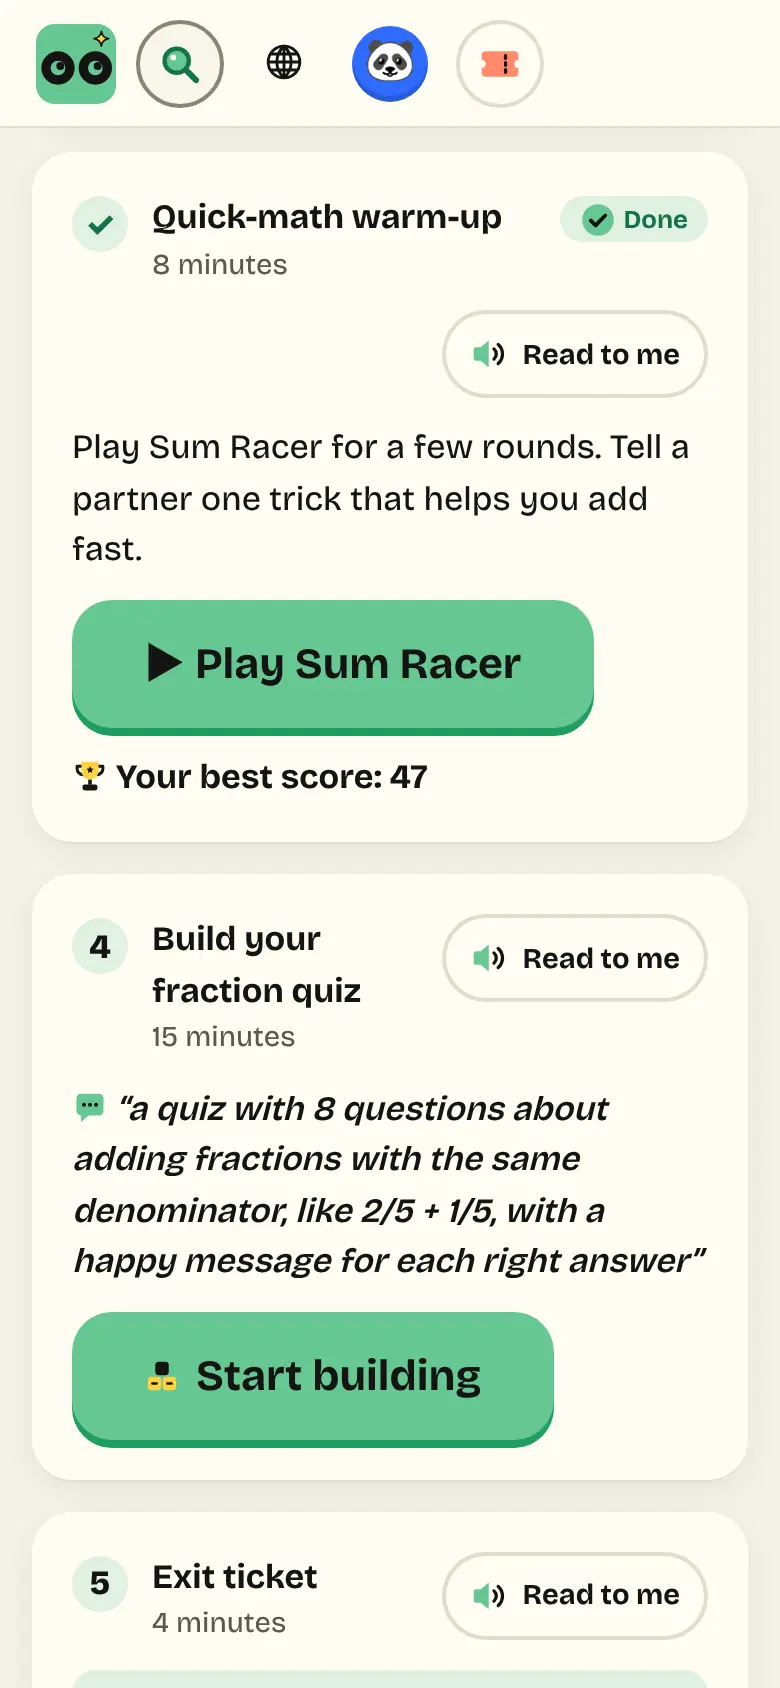 Quick-math warm-up
Done
8 minutes
Read to me
Play Sum Racer for a few rounds. Tell a
partner one trick that helps you add
fast.
Play Sum Racer
Your best score: 47
4
Build your
fraction quiz
Read to me
15 minutes
“a quiz with 8 questions about
adding fractions with the same
denominator, like 2/5 + 1/5, with a
happy message for each right answer”
Start building
5
Exit ticket
Read to me
4 minutes